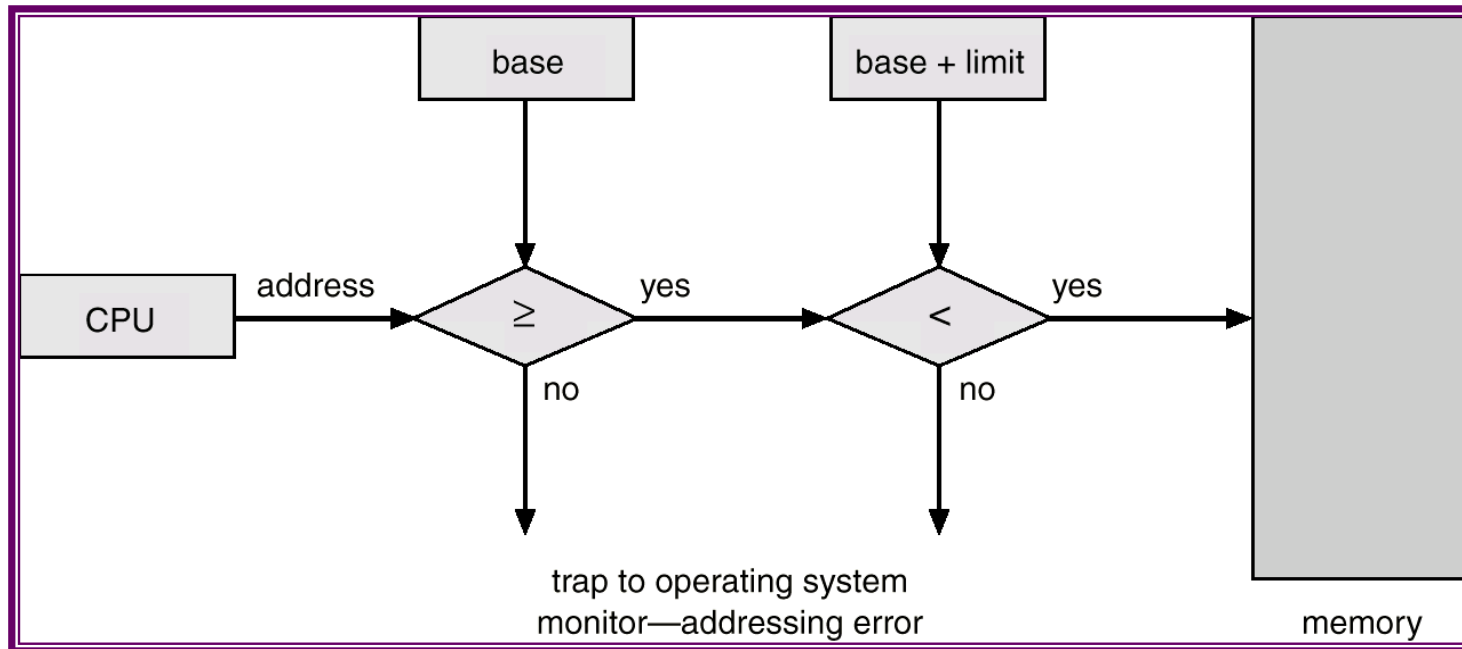 base
base + limit
address
yes
yes
CPU
≥
<
no
no
trap to operating system
monitor—addressing error
memory